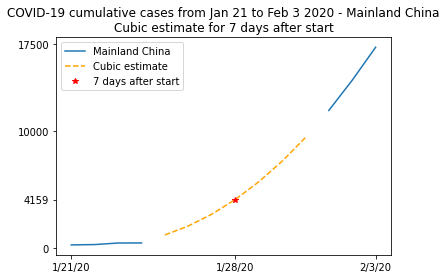 COVID-19 cumulative cases from Jan 21 to Feb 3 2020 - Mainland China
Cubic estimate for 7 days after start
17500
10000
4159
0
Mainland China
Cubic estimate
7 days after start
1/21/20
1/28/20
2/3/20